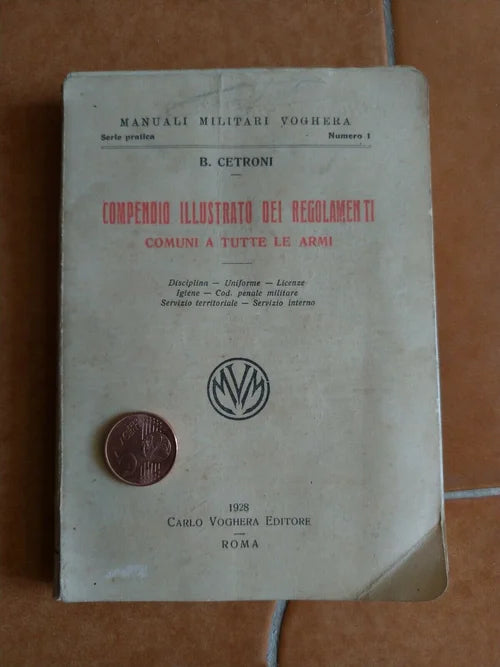 MANUALI MILITARI VOGHERA
Serie pratica Numero 1
B. CETRONI
COMPENDIO ILLUSTRATO DEI REGOLAMENTI
COMUNI A TUTTE LE ARMI
Disciplina — Uniforme — Licenze
Igiene — Cod. penale militare
Servizio territoriale — Servizio interno
MVM
5
1928
CARLO VOGHERA EDITORE
ROMA